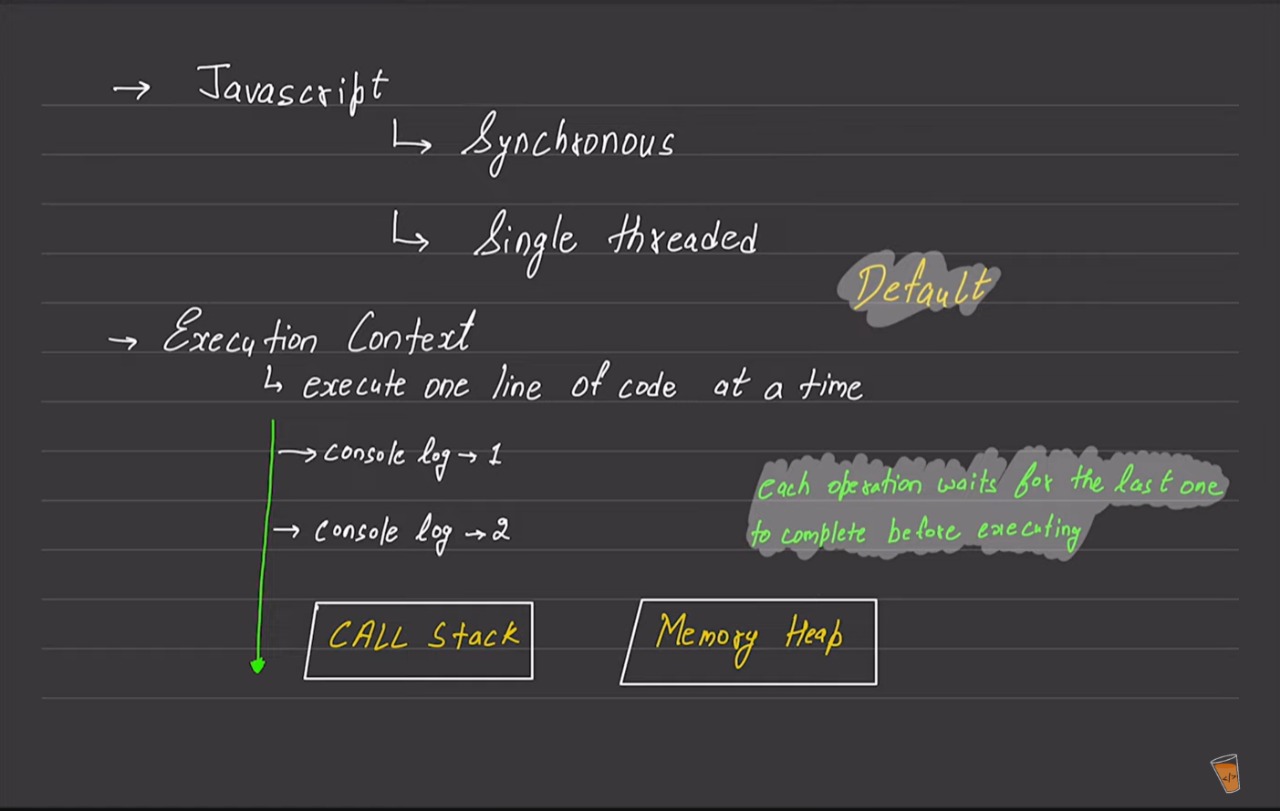 → Javascript
↳ Synchronous
↳ Single threaded
Default
→ Execution Context
↳ execute one line of code at a time
→ console log → 1
each operation waits for the last one
to complete before executing
→ console log → 2
CALL Stack
Memory Heap
</>